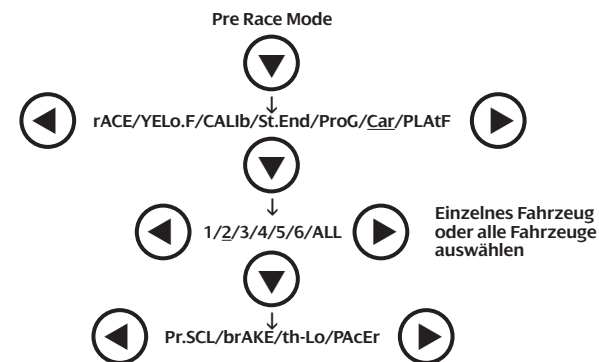 Pre Race Mode
rACE/YELo.F/CALIb/St.End/ProG/Car/PLAtF
1/2/3/4/5/6/ALL
Einzelnes Fahrzeug
oder alle Fahrzeuge
auswählen
Pr.SCL/brAKE/th-Lo/PAcEr